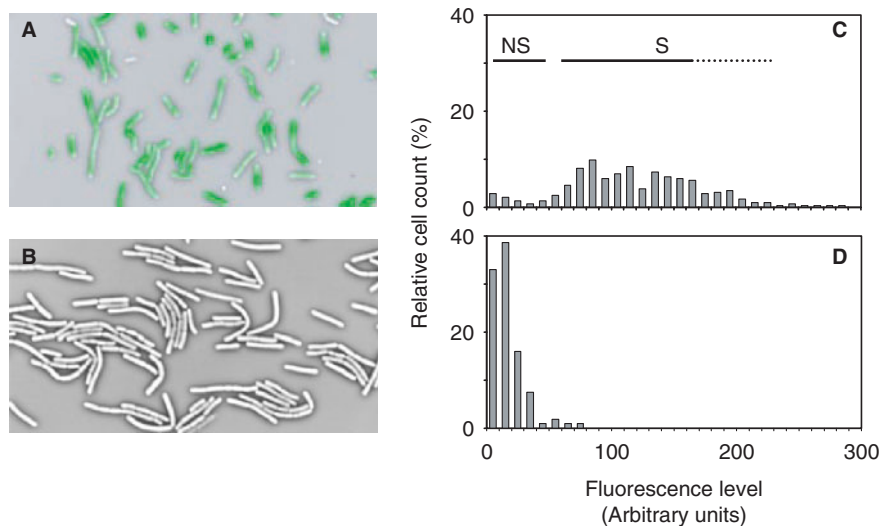 A
B
Relative cell count (%)
40
NS S C
20
0
40
D
20
0
0 100 200 300
Fluorescence level
(Arbitrary units)